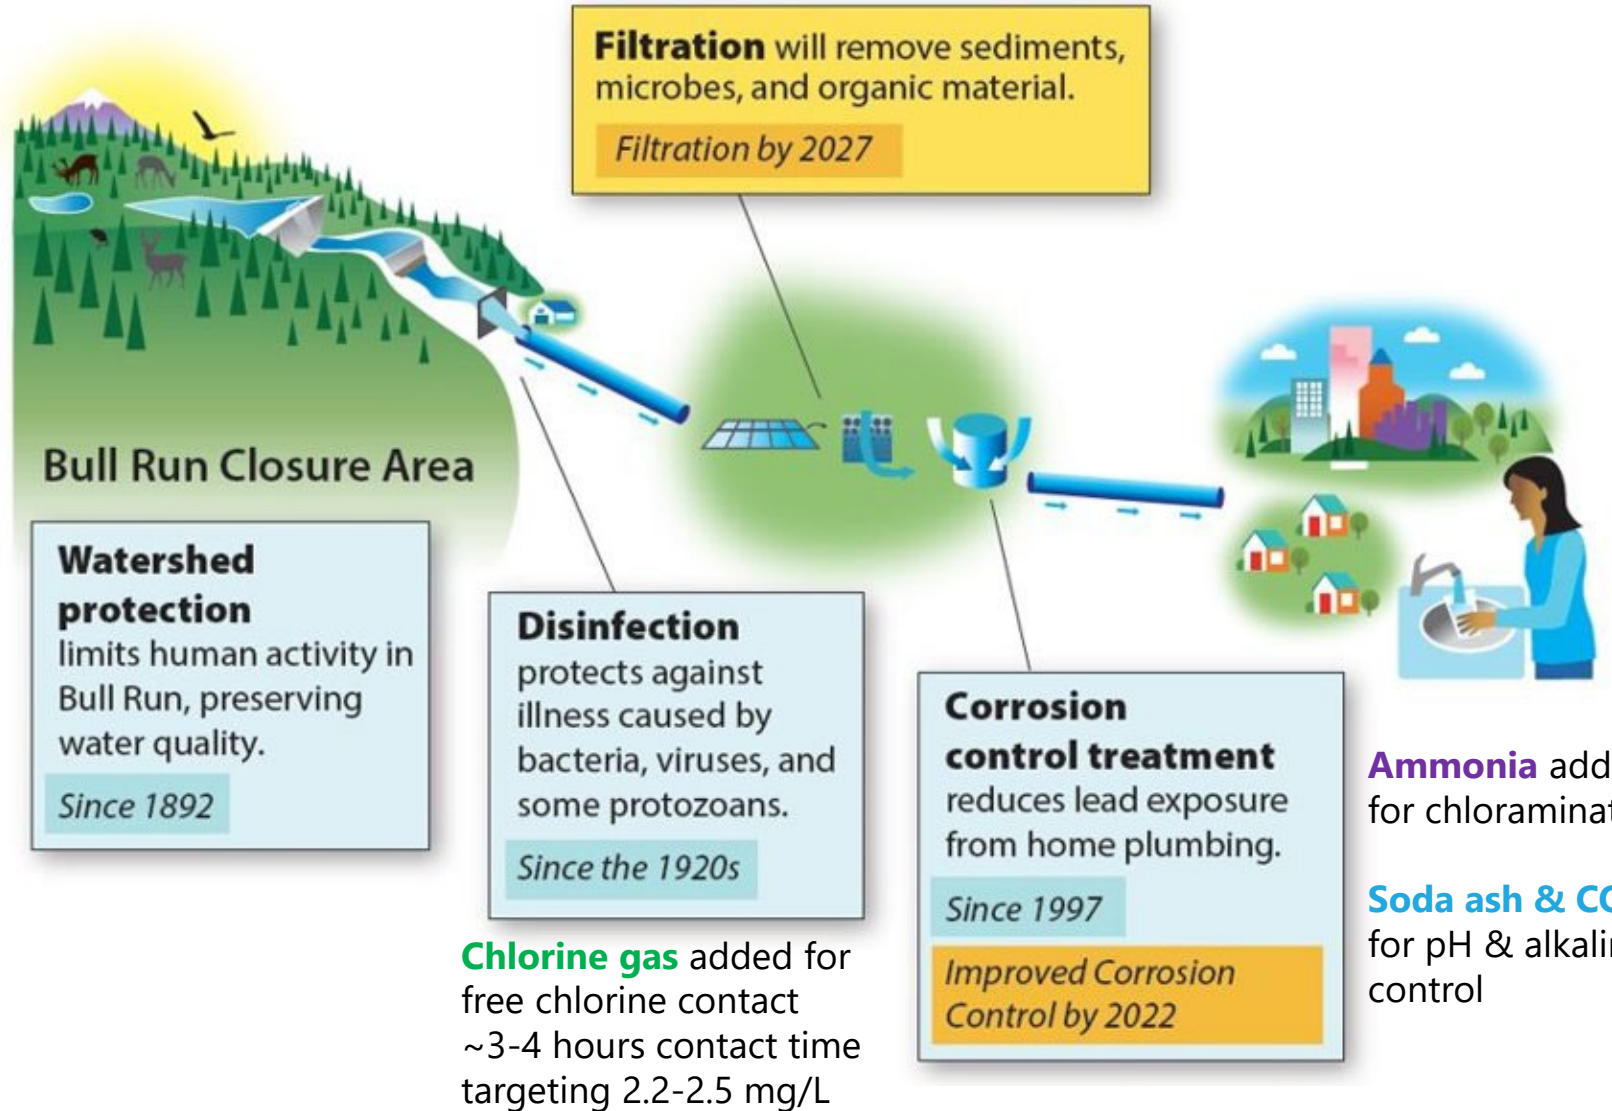 Filtration will remove sediments,
microbes, and organic material.
Filtration by 2027
Bull Run Closure Area
Watershed
protection
limits human activity in
Bull Run, preserving
water quality.
Since 1892
Disinfection
protects against
illness caused by
bacteria, viruses, and
some protozoans.
Since the 1920s
Chlorine gas added for
free chlorine contact
~3-4 hours contact time
targeting 2.2-2.5 mg/L
Corrosion
control treatment
reduces lead exposure
from home plumbing.
Since 1997
Improved Corrosion
Control by 2022
Ammonia
for
Soda ash &
for pH &
control